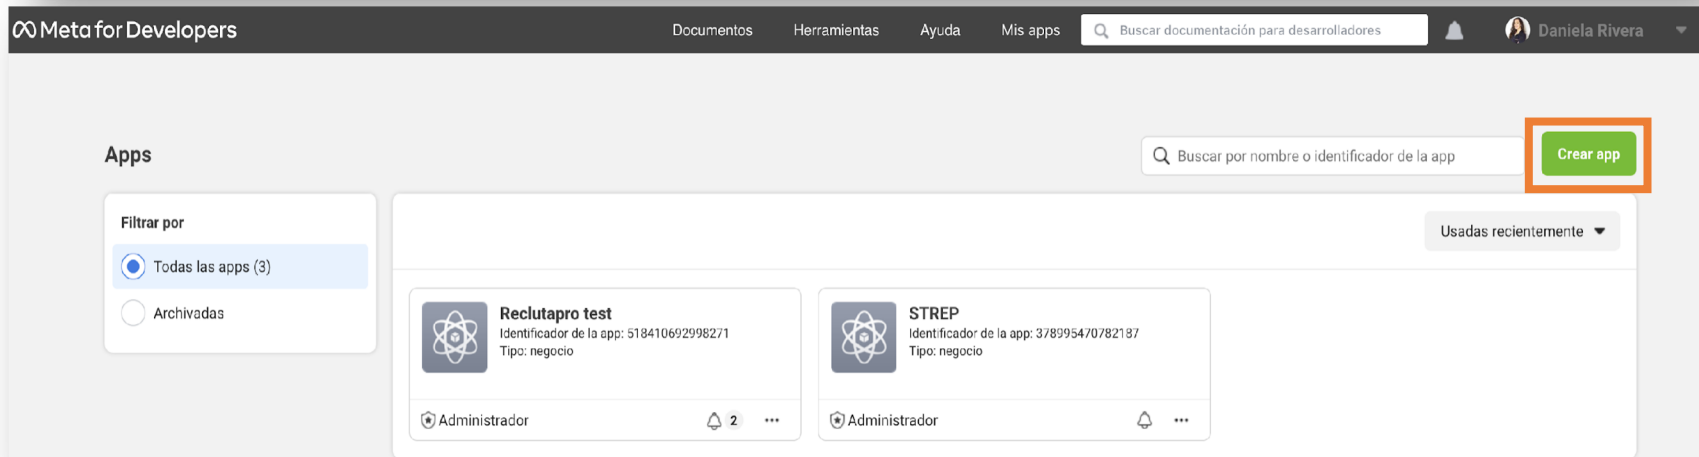 Meta for Developers
Documentos Herramientas Ayuda Mis apps Buscar documentación para desarrolladores Daniela Rivera
Apps
Buscar por nombre o identificador de la app
Crear app
Filtrar por
Todas las apps (3)
Archivadas
Usadas recientemente
Reclutapro test
Identificador de la app: 518410692998271
Tipo: negocio
Administrador 2
STREP
Identificador de la app: 378995470782187
Tipo: negocio
Administrador